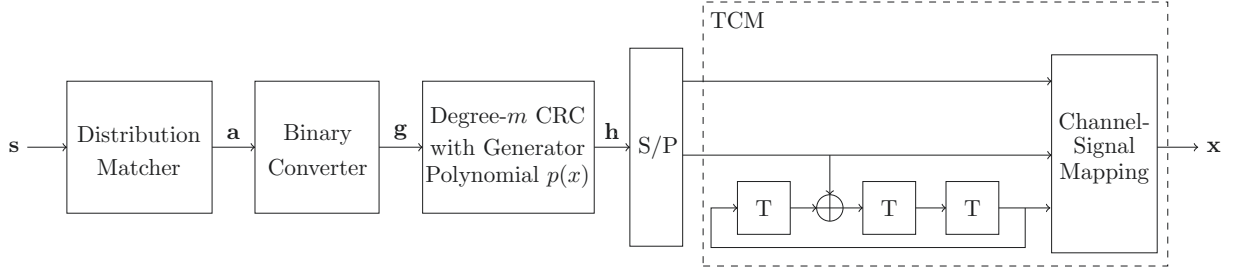 TCM
s
Distribution
Matcher
a
Binary
Converter
g
Degree-m CRC
with Generator
Polynomial p(x)
h
S/P
Channel-
Signal
Mapping
x
T
T
T